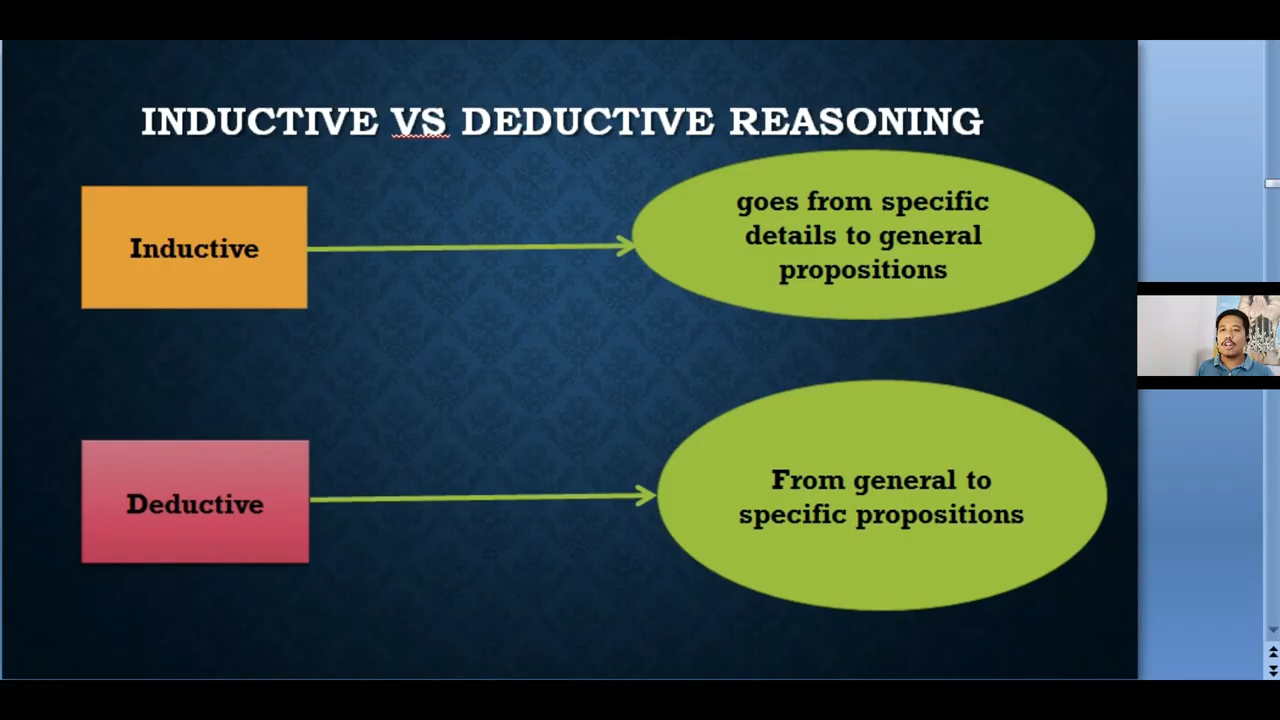 INDUCTIVE VS DEDUCTIVE REASONING
Inductive
goes from specific
details to general
propositions
Deductive
From general to
specific propositions